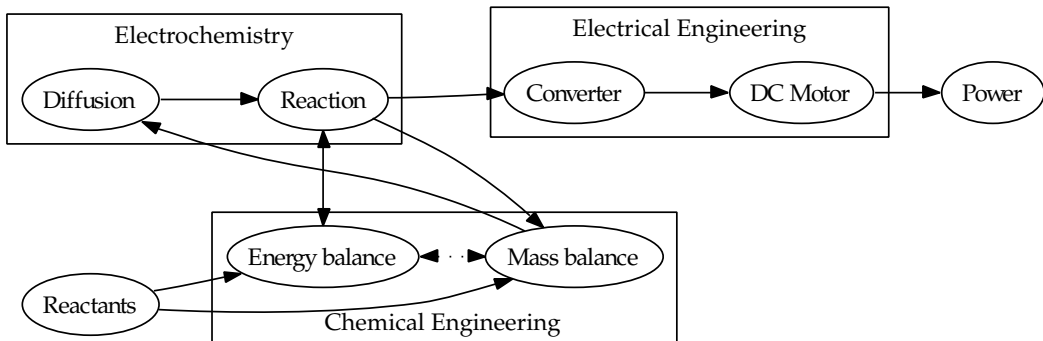 Electrochemistry
Electrical Engineering
Diffusion
Reaction
Converter
DC Motor
Power
Energy balance
Mass balance
Reactants
Chemical Engineering